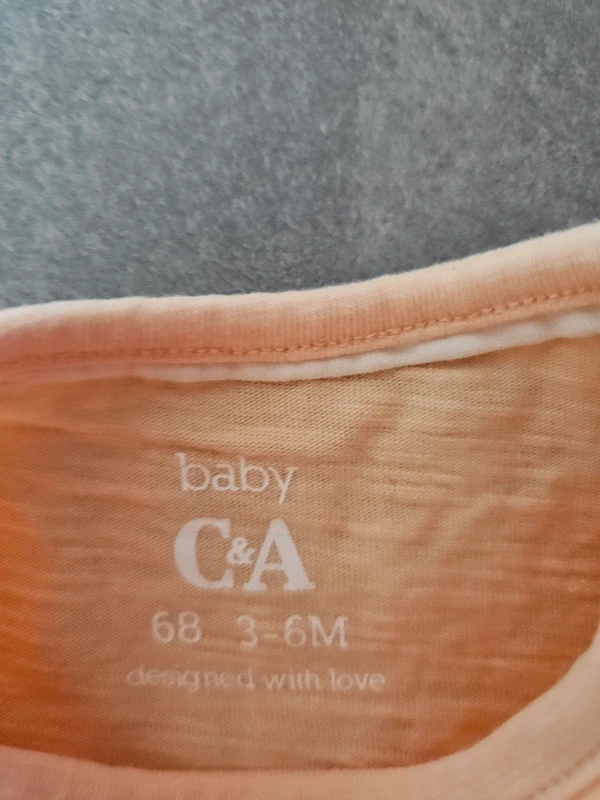 baby
C&A
68 3-6M
designed with love